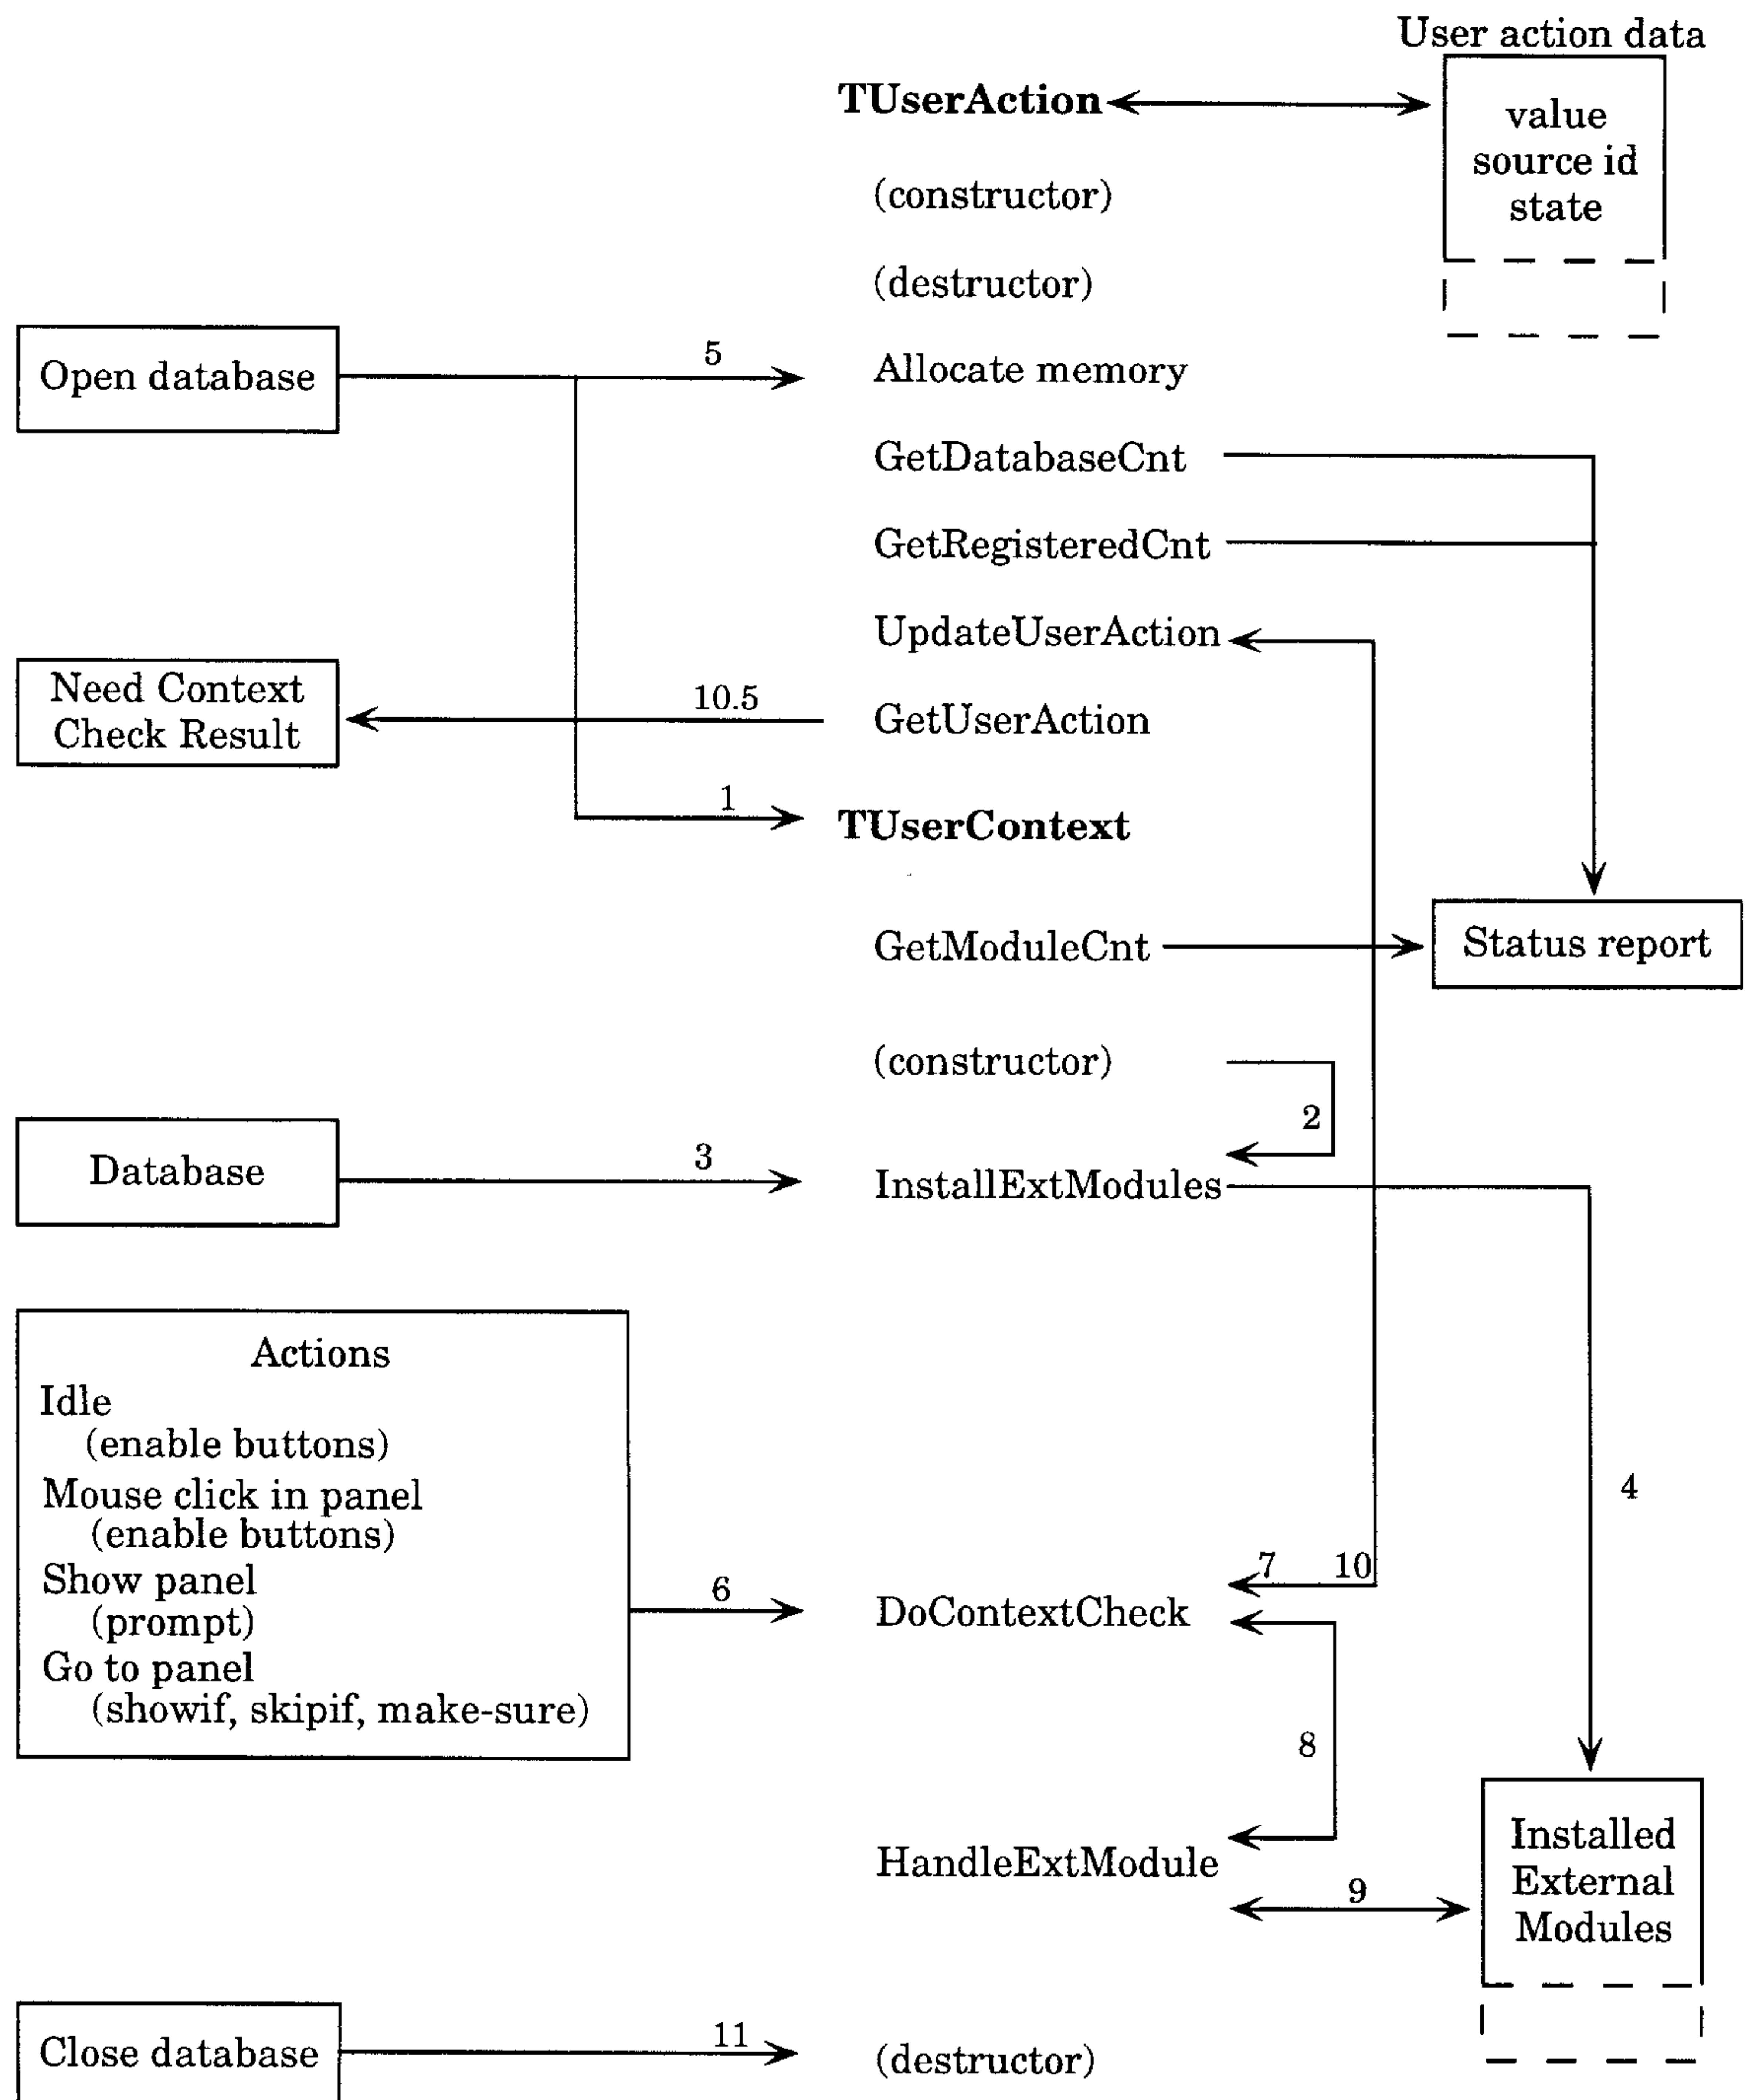 User action data
TUserAction
value
source id
state
(constructor)
(destructor)
Open database
5
Allocate memory
GetDatabaseCnt
GetRegisteredCnt
UpdateUserAction
Need Context
Check Result
10.5
GetUserAction
1
TUserContext
GetModuleCnt
Status report
(constructor)
2
Database
3
InstallExtModules
Actions
Idle
(enable buttons)
Mouse click in panel
(enable buttons)
Show panel
(prompt)
Go to panel
(showif, skipif, make-sure)
4
6
7
10
DoContextCheck
8
HandleExtModule
9
Installed
External
Modules
Close database
11
(destructor)